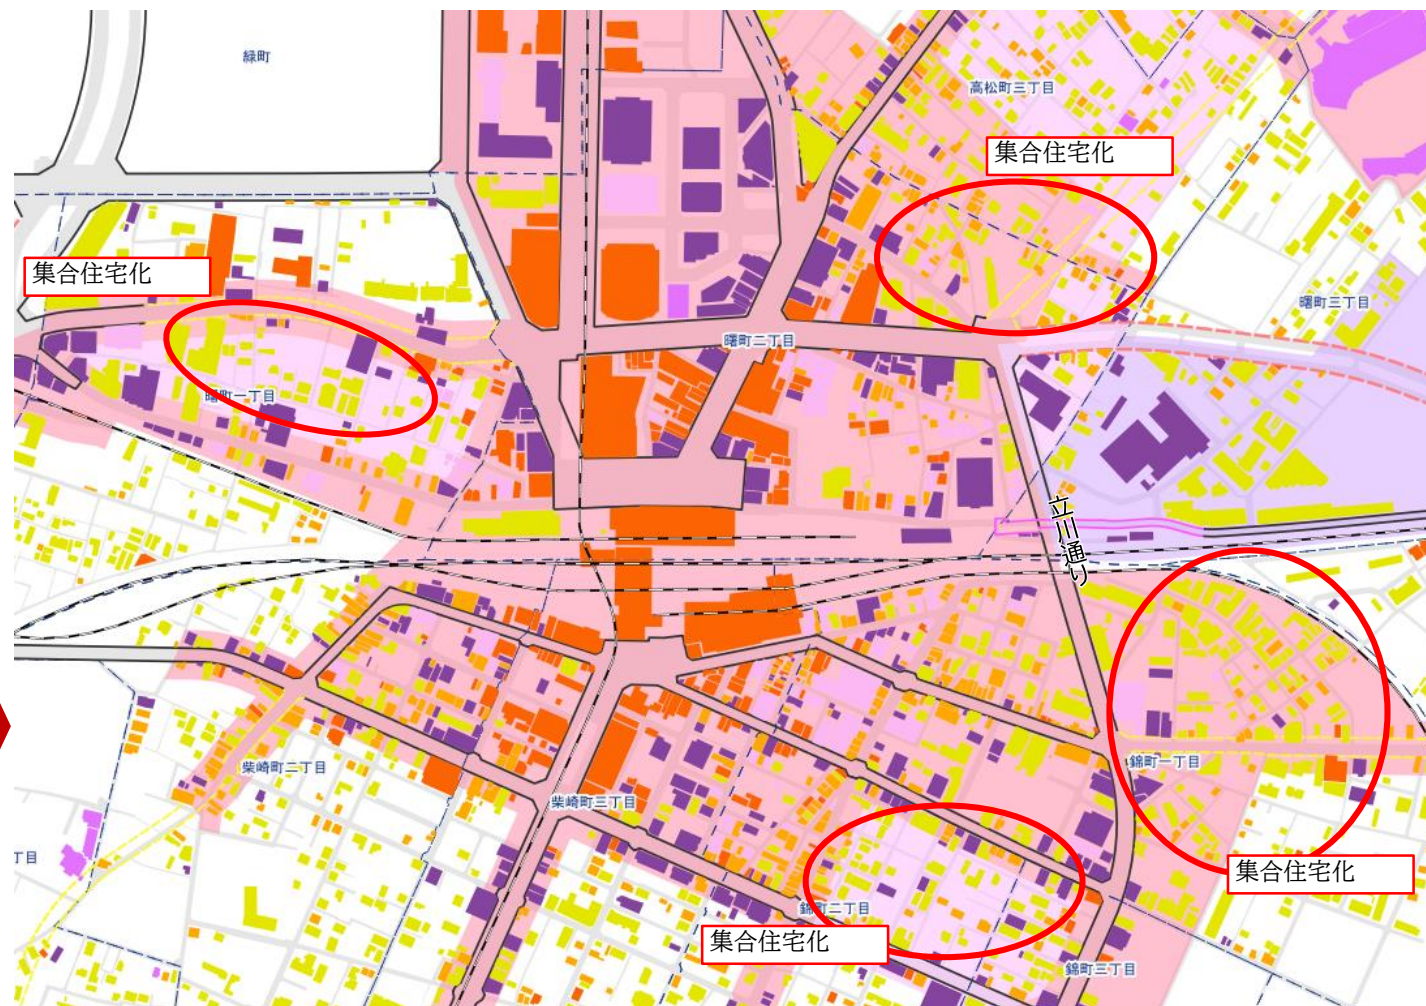 緑町
高松町三丁目
集合住宅化
集合住宅化
曙町三丁目
曙町二丁目
曙町一丁目
立川通り
錦町一丁目
柴崎町二丁目
柴崎町三丁目
丁目
集合住宅化
錦町二丁目
集合住宅化
錦町三丁目